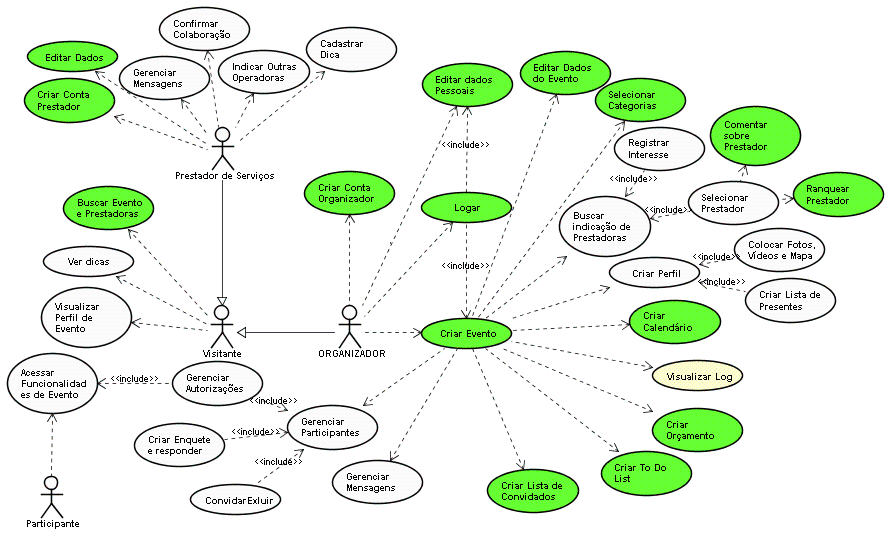 Confirmar
Colaboração
Cadastrar
Dica
Editar Dados
Gerenciar
Mensagens
Indicar Outras
Operadoras
Criar Conta
Prestador
Prestador de Serviços
Editar dados
Pessoais
Editar Dados
do Evento
Selecionar
Categorias
Comentar
sobre
Prestador
<<include>>
Registrar
Interesse
<<include>>
Criar Conta
Organizador
Logar
Buscar
indicação de
Prestadoras
<<include>>
Selecionar
Prestador
Ranquear
Prestador
Buscar Evento
e Prestadoras
Ver dicas
<<include>>
Criar Perfil
<<include>>
Colocar Fotos,
Vídeos e Mapa
<<include>>
Criar Lista de
Presentes
Visualizar
Perfil de
Evento
Visitante
ORGANIZADOR
Criar Evento
Criar
Calendário
Acessar
Funcionalidad
es de Evento
<<include>>
Gerenciar
Autorizações
<<include>>
Visualizar Log
Gerenciar
Participantes
Criar
Orçamento
Criar Enquete
e responder
<<include>>
<<include>>
Criar To Do
List
Gerenciar
Mensagens
Criar Lista de
Convidados
ConvidarExluir
Participante